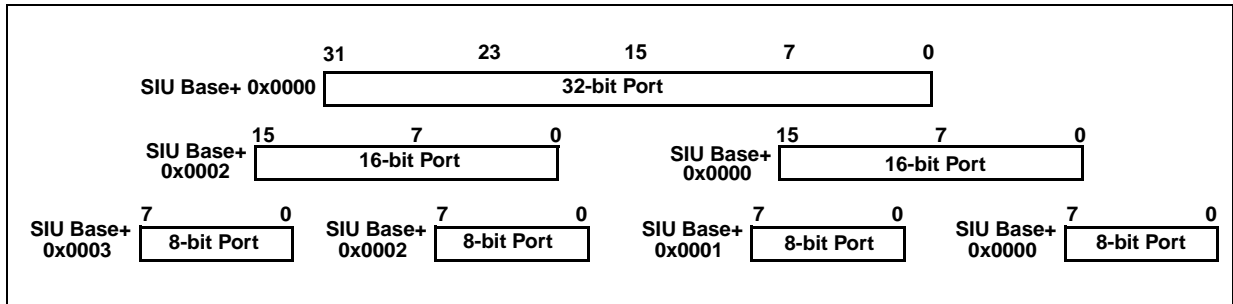 31 23 15 7 0
SIU Base+ 0x0000 32-bit Port
15 7 0 15 7 0
SIU Base+
0x0002
16-bit Port
SIU Base+
0x0000
16-bit Port
7 0 7 0 7 0 7 0
SIU Base+
0x0003
8-bit Port
SIU Base+
0x0002
8-bit Port
SIU Base+
0x0001
8-bit Port
SIU Base+
0x0000
8-bit Port